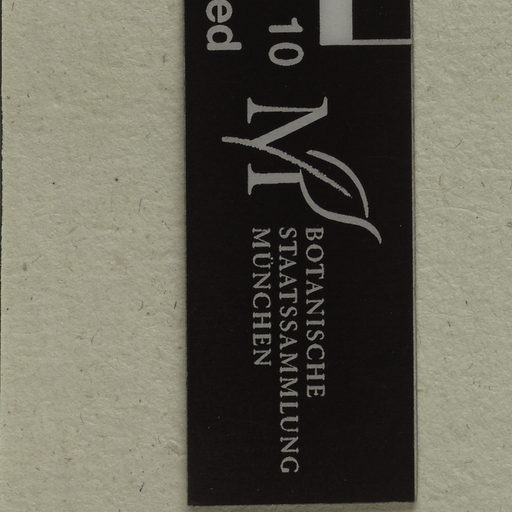 10
ed
BOTANISCHE
STAATSSAMMLUNG
MÜNCHEN